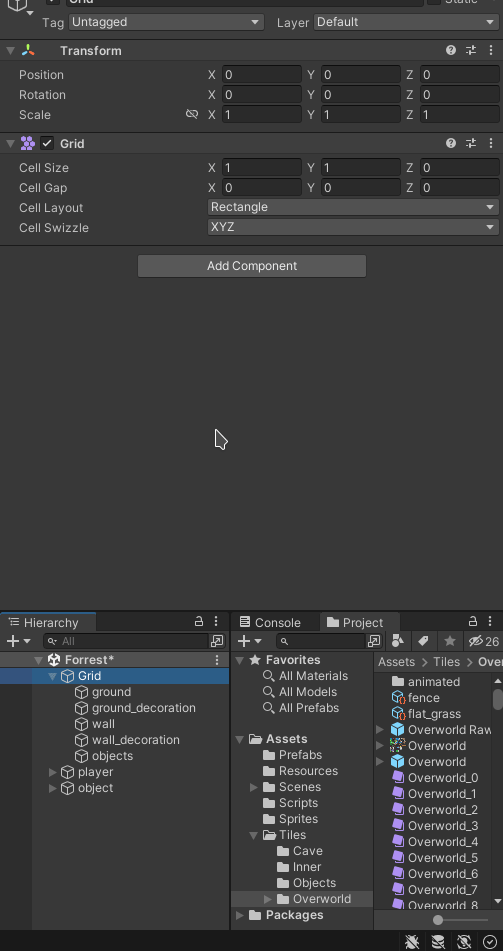 Grid
Static
Tag Untagged Layer Default
Transform
Position X 0 Y 0 Z 0
Rotation X 0 Y 0 Z 0
Scale X 1 Y 1 Z 1
Grid
Cell Size X 1 Y 1 Z 0
Cell Gap X 0 Y 0 Z 0
Cell Layout Rectangle
Cell Swizzle XYZ
Add Component
Hierarchy
All
Forrest*
Grid
ground
ground_decoration
wall
wall_decoration
objects
player
object
Console Project
26
Favorites
All Materials
All Models
All Prefabs
Assets
Prefabs
Resources
Scenes
Scripts
Sprites
Tiles
Cave
Inner
Objects
Overworld
Packages
Assets > Tiles > Over
animated
fence
flat_grass
Overworld Raw
Overworld
Overworld
Overworld_0
Overworld_1
Overworld_2
Overworld_3
Overworld_4
Overworld_5
Overworld_6
Overworld_7
Overworld_8